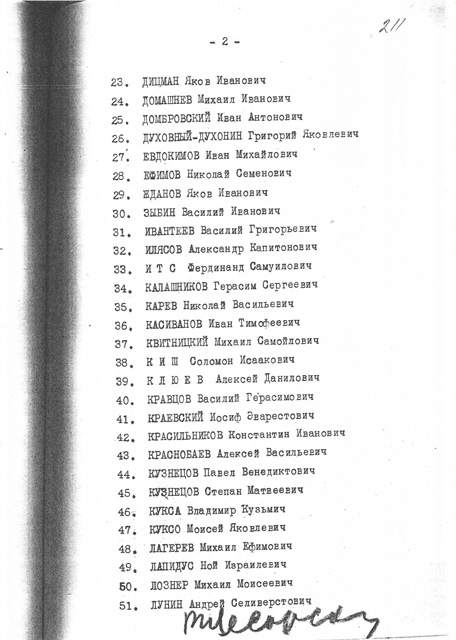 211
- 2 -
23. ДИЦМАН Яков Иванович
24. ДОМАШНЕВ Михаил Иванович
25. ДОМБРОВСКИЙ Иван Антонович
26. ДУХОВНЫЙ-ДУХОНИН Григорий Яковлевич
27. ЕВДОКИМОВ Иван Михайлович
28. ЕФИМОВ Николай Семенович
29. ЖДАНОВ Яков Иванович
30. ЗЫБИН Василий Иванович
31. ИВАНТЕЕВ Василий Григорьевич
32. ИЛЯСОВ Александр Капитонович
33. И Т С Фердинанд Самуилович
34. КАЛАШНИКОВ Герасим Сергеевич
35. КАРЕВ Николай Васильевич
36. КАСИВАНОВ Иван Тимофеевич
37. КВИТНИЦКИЙ Михаил Самойлович
38. К И Ш Соломон Исаакович
39. К Л Ю Е В Алексей Данилович
40. КРАВЦОВ Василий Герасимович
41. КРАЕВСКИЙ Иосиф Эварестович
42. КРАСИЛЬНИКОВ Константин Иванович
43. КРАСНОБАЕВ Алексей Васильевич
44. КУЗНЕЦОВ Павел Венедиктович
45. КУЗНЕЦОВ Степан Матвеевич
46. КУКСА Владимир Кузьмич
47. КУКСО Моисей Яковлевич
48. ЛАГЕРЕВ Михаил Ефимович
49. ЛАПИДУС Ной Израилевич
50. ЛОЗНЕР Михаил Моисеевич
51. ЛУНИН Андрей Селиверстович